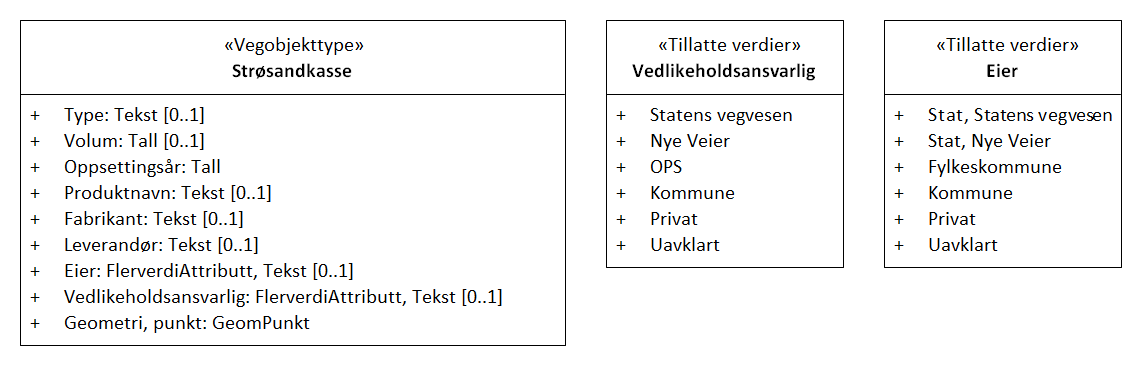 «Vegobjekttype»
Strøsandkasse
+ Type: Tekst [0..1]
+ Volum: Tall [0..1]
+ Oppsettingsår: Tall
+ Produktnavn: Tekst [0..1]
+ Fabrikant: Tekst [0..1]
+ Leverandør: Tekst [0..1]
+ Eier: FlerverdiAttributt, Tekst [0..1]
+ Vedlikeholdsansvarlig: FlerverdiAttributt, Tekst [0..1]
+ Geometri, punkt: GeomPunkt
«Tillatte verdier»
Vedlikeholdsansvarlig
+ Statens vegvesen
+ Nye Veier
+ OPS
+ Kommune
+ Privat
+ Uavklart
«Tillatte verdier»
Eier
+ Stat, Statens vegvesen
+ Stat, Nye Veier
+ Fylkeskommune
+ Kommune
+ Privat
+ Uavklart